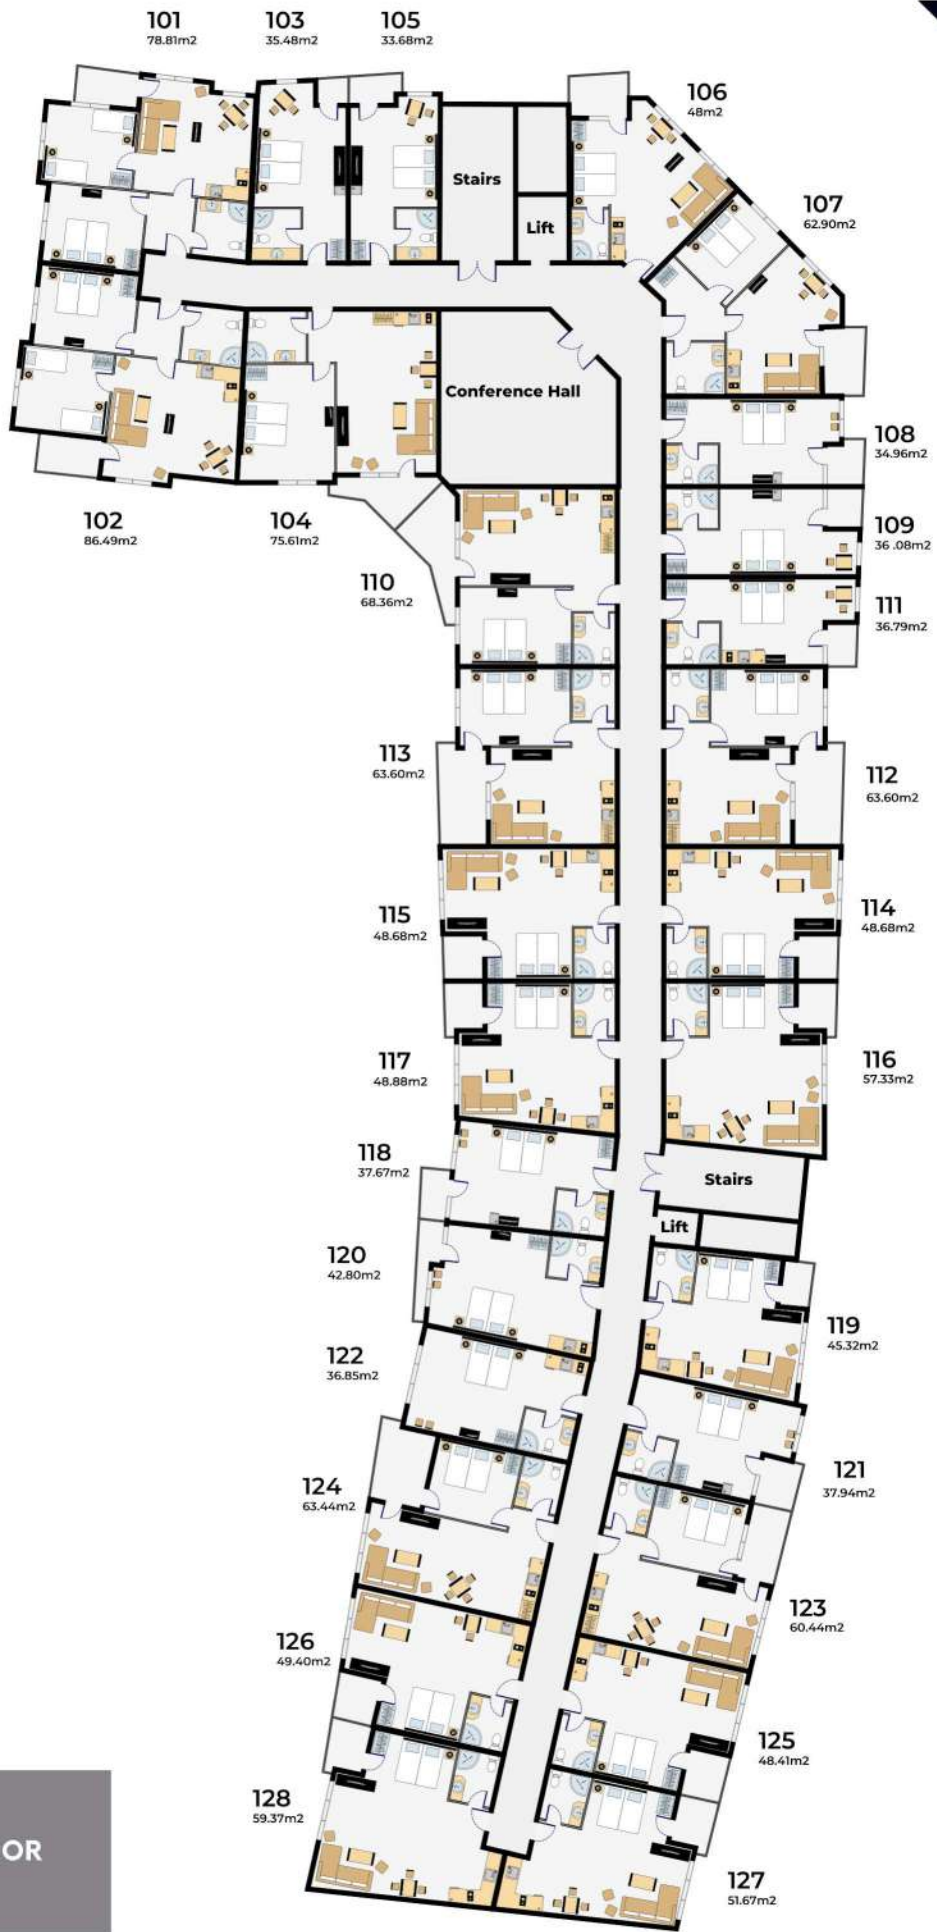 101
78.81m2
103
35.48m2
105
33.68m2
106
48m2
Stairs
Lift
107
62.90m2
Conference Hall
108
34.96m2
102
86.49m2
104
75.61m2
109
36 .08m2
110
68.36m2
111
36.79m2
113
63.60m2
112
63.60m2
115
48.68m2
114
48.68m2
117
48.88m2
116
57.33m2
118
37.67m2
Stairs
Lift
120
42.80m2
119
45.32m2
122
36.85m2
121
37.94m2
124
63.44m2
123
60.44m2
126
49.40m2
125
48.41m2
128
59.37m2
OR
127
51.67m2